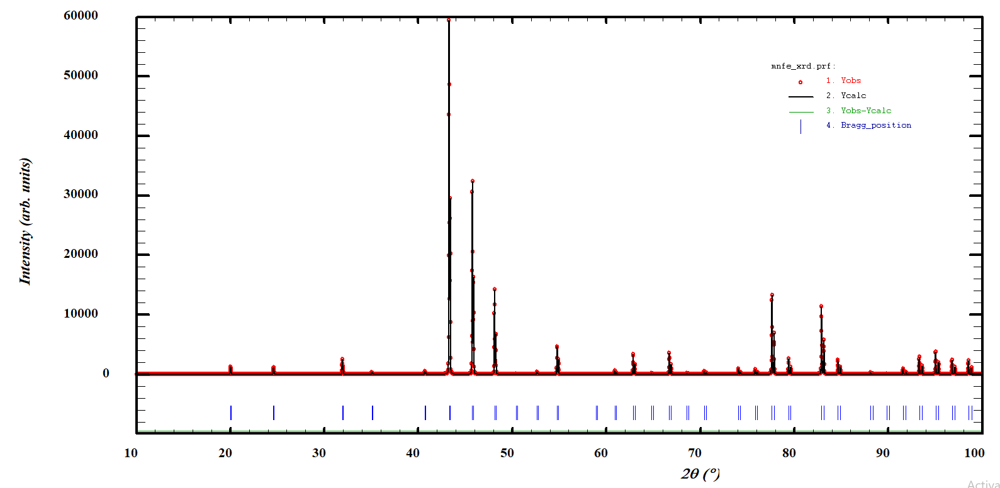 60000
50000
40000
30000
20000
10000
0
Intensity (arb. units)
mnfe_xrd.prf:
1. Yobs
2. Ycalc
3. Yobs-Ycalc
4. Bragg_position
10 20 30 40 50 60 70 80 90 100
2θ (°)
Activa